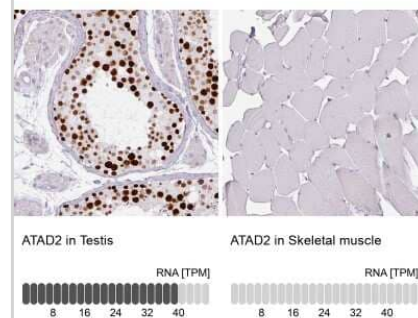 ATAD2 in Testis
RNA [TPM]
8 16 24 32 40
ATAD2 in Skeletal muscle
RNA [TPM]
8 16 24 32 40